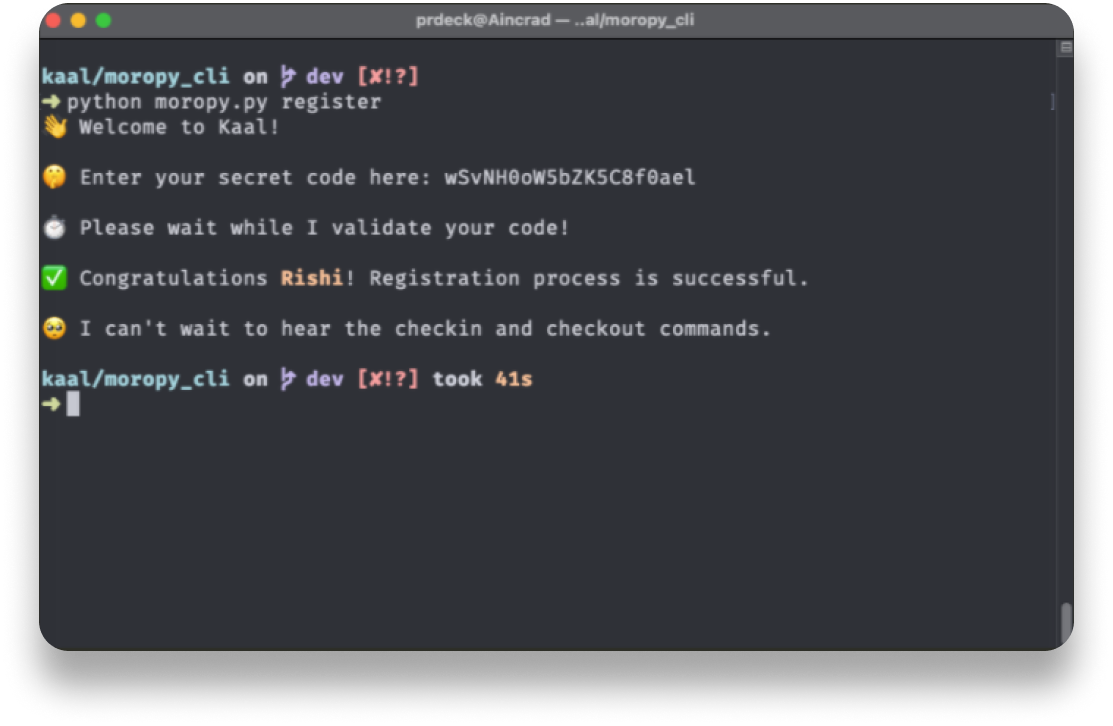 prdeck@Aincrad — ..al/moropy_cli
kaal/moropy_cli on dev [✘!?]
➜ python moropy.py register
👋 Welcome to Kaal!
🤫 Enter your secret code here: wSvNH0oW5bZK5C8f0ael
⏱️ Please wait while I validate your code!
✅ Congratulations Rishi! Registration process is successful.
🥺 I can't wait to hear the checkin and checkout commands.
kaal/moropy_cli on dev [✘!?] took 41s
➜